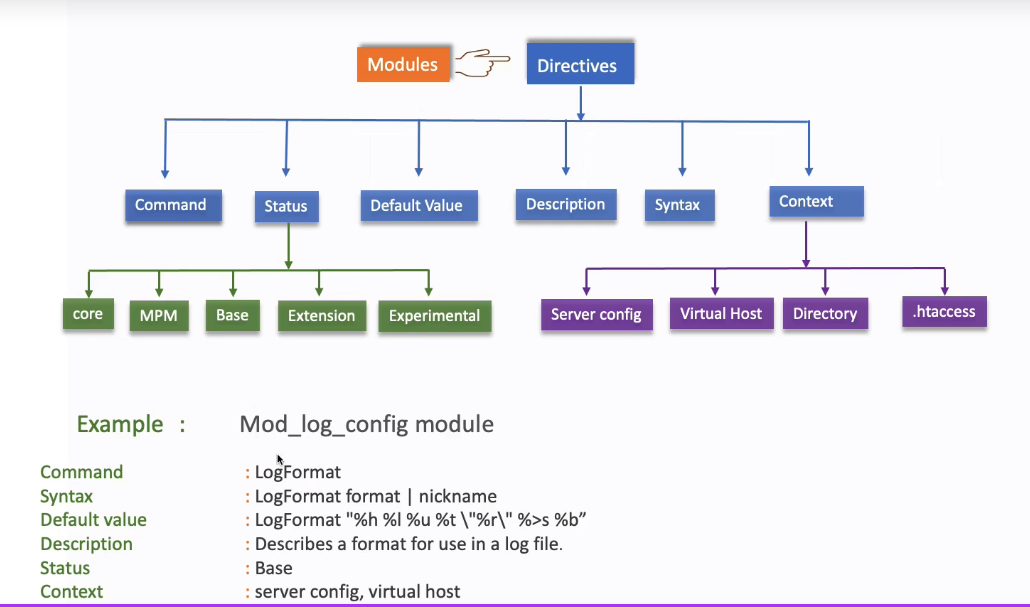 Modules Directives
Command Status Default Value Description Syntax Context
core MPM Base Extension Experimental Server config Virtual Host Directory .htaccess
Example : Mod_log_config module
Command : LogFormat
Syntax : LogFormat format | nickname
Default value : LogFormat "%h %l %u %t \"%r\" %>s %b”
Description : Describes a format for use in a log file.
Status : Base
Context : server config, virtual host